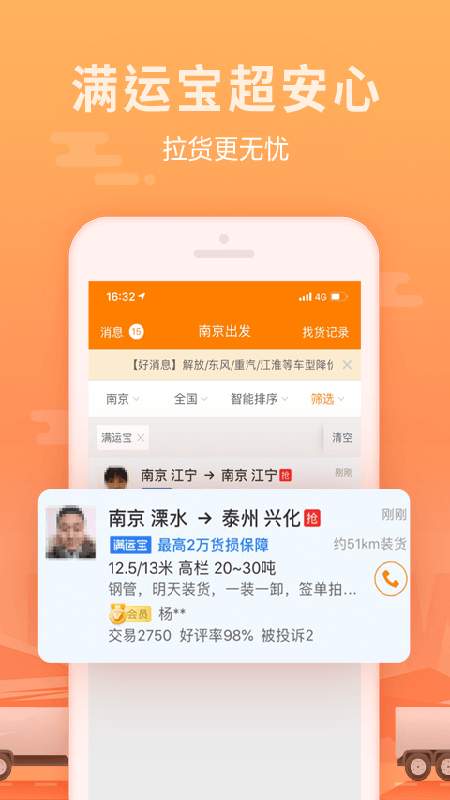 满运宝超安心
拉货更无忧
16:32 4G
消息 15 南京出发 找货记录
【好消息】解放/东风/重汽/江淮等车型降价
南京 全国 智能排序 筛选
满运宝 清空
南京 江宁 → 南京 江宁 抢 刚刚
南京 溧水 → 泰州 兴化 抢 刚刚
满运宝 最高2万货损保障 约51km装货
12.5/13米 高栏 20~30吨
钢管，明天装货，一装一卸，签单拍...
会员 杨**
交易2750 好评率98% 被投诉2